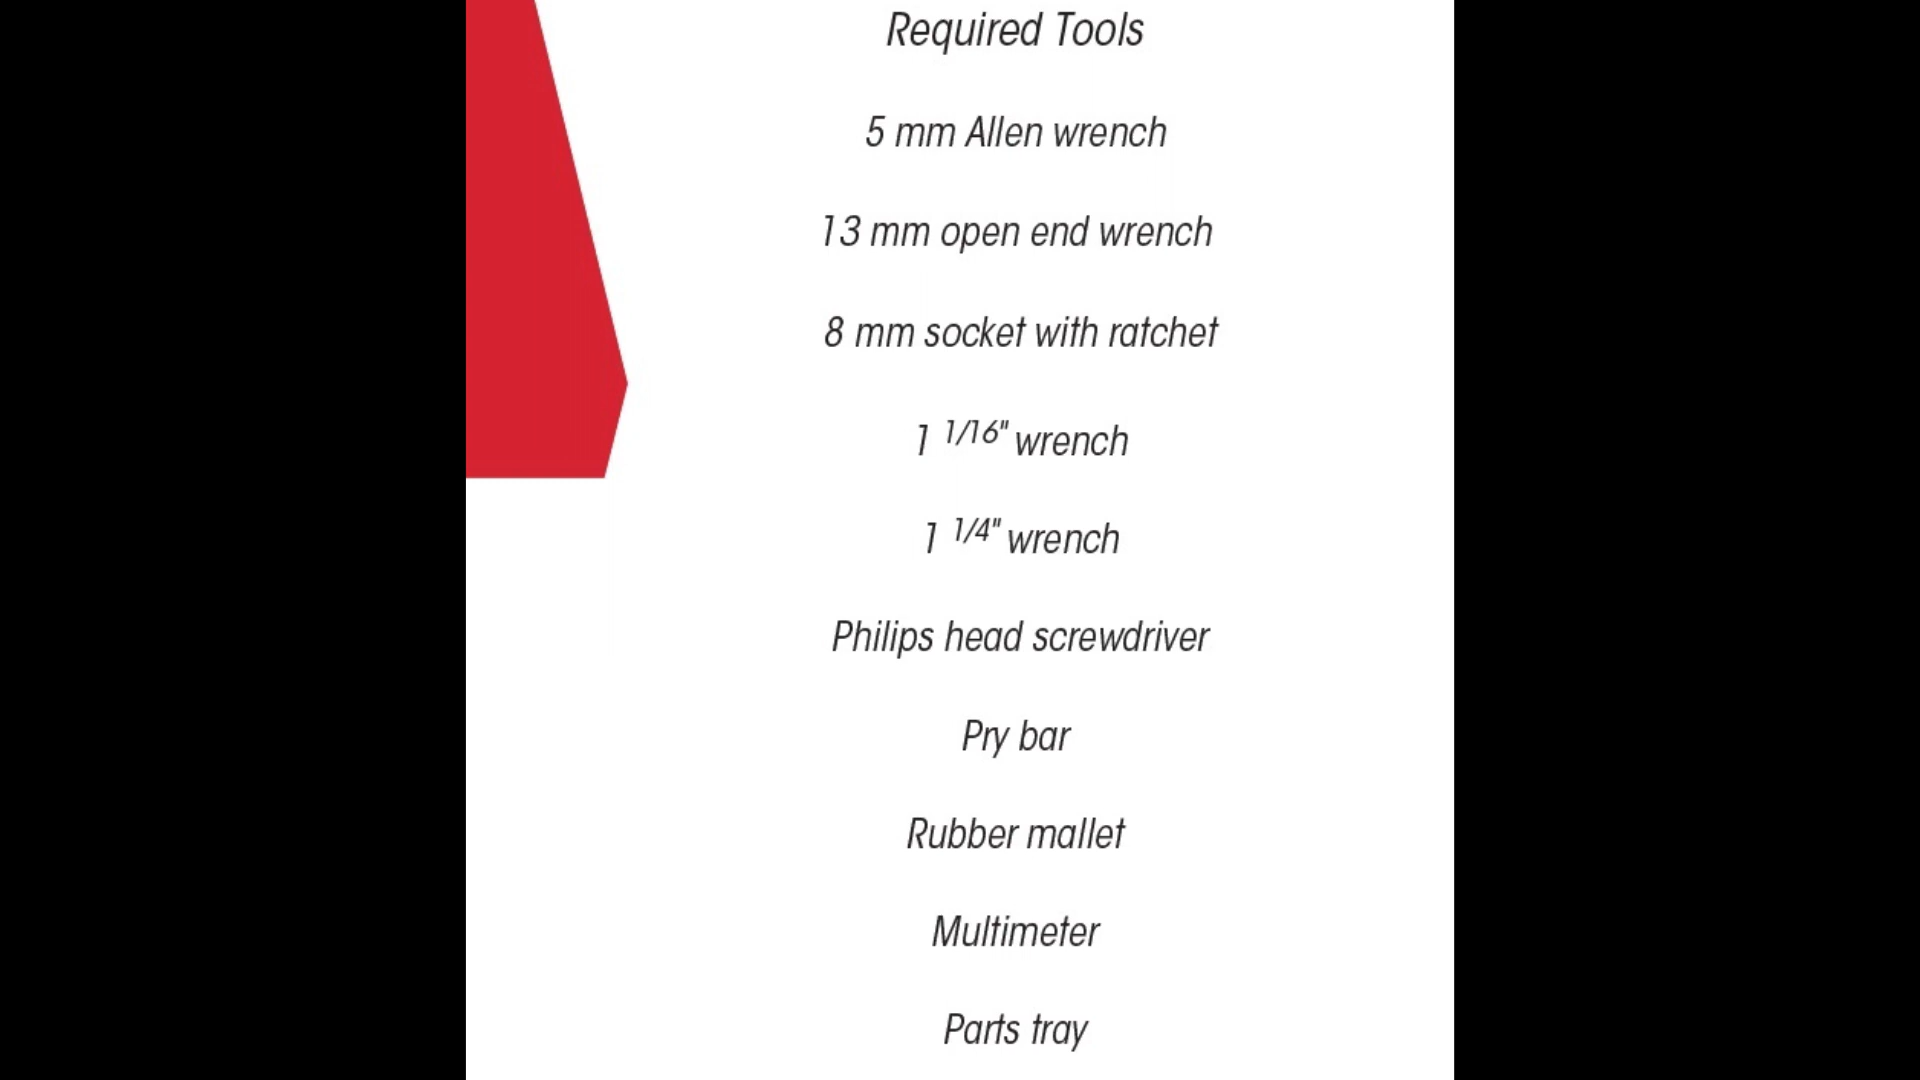 Required Tools
5 mm Allen wrench
13 mm open end wrench
8 mm socket with ratchet
1 1/16" wrench
1 1/4" wrench
Philips head screwdriver
Pry bar
Rubber mallet
Multimeter
Parts tray